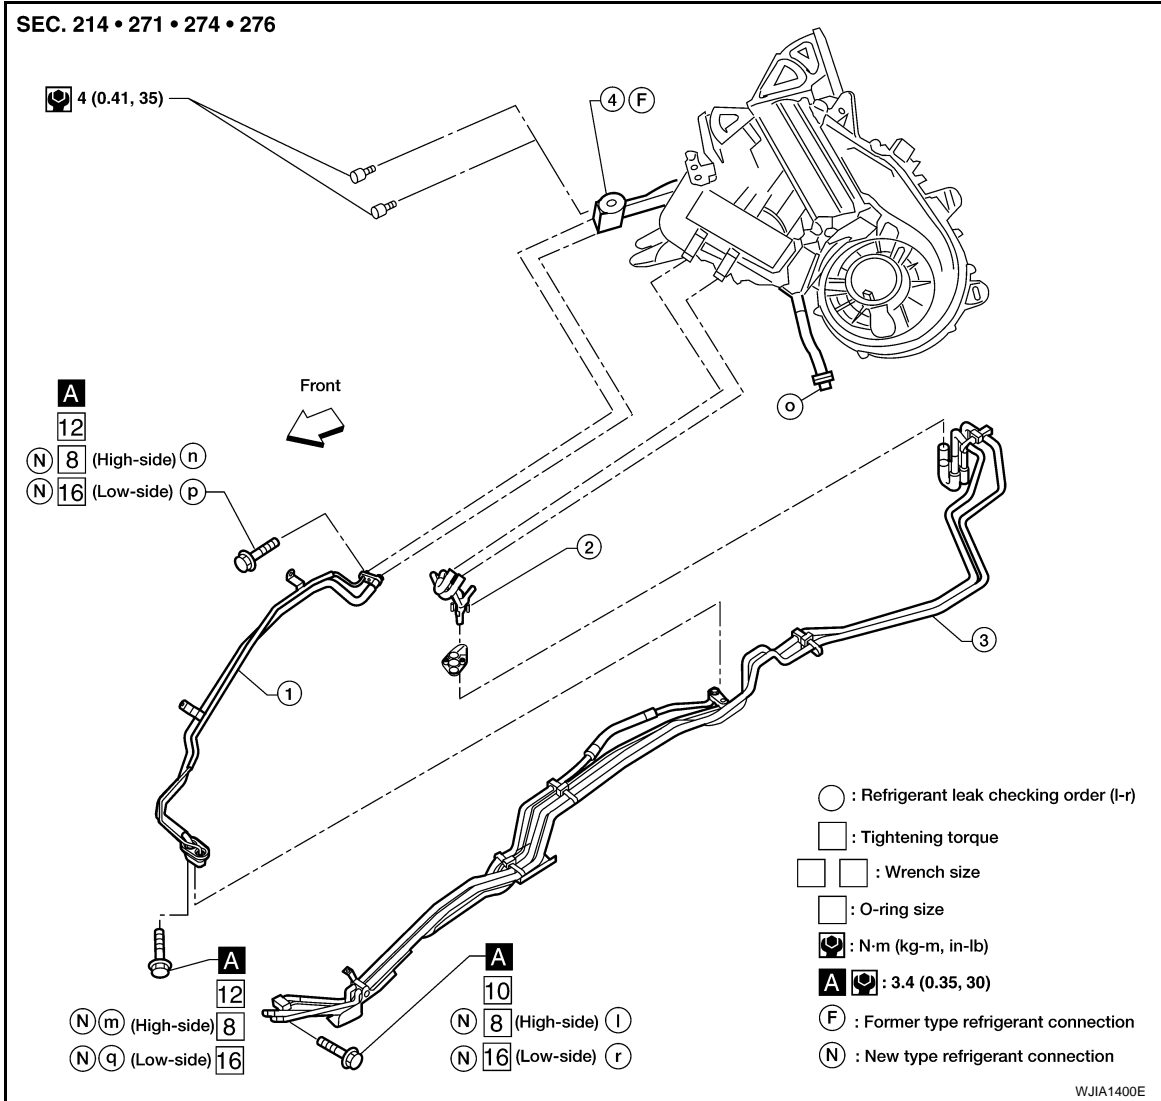 SEC. 214 • 271 • 274 • 276
4 (0.41, 35)
4 F
Front
A
12
N 8 (High-side) n
N 16 (Low-side) p
o
2
3
1
A
12
N m (High-side) 8
N q (Low-side) 16
A
10
N 8 (High-side) l
N 16 (Low-side) r
: Refrigerant leak checking order (l-r)
: Tightening torque
: Wrench size
: O-ring size
: N·m (kg-m, in-lb)
A : 3.4 (0.35, 30)
F : Former type refrigerant connection
N : New type refrigerant connection
WJIA1400E